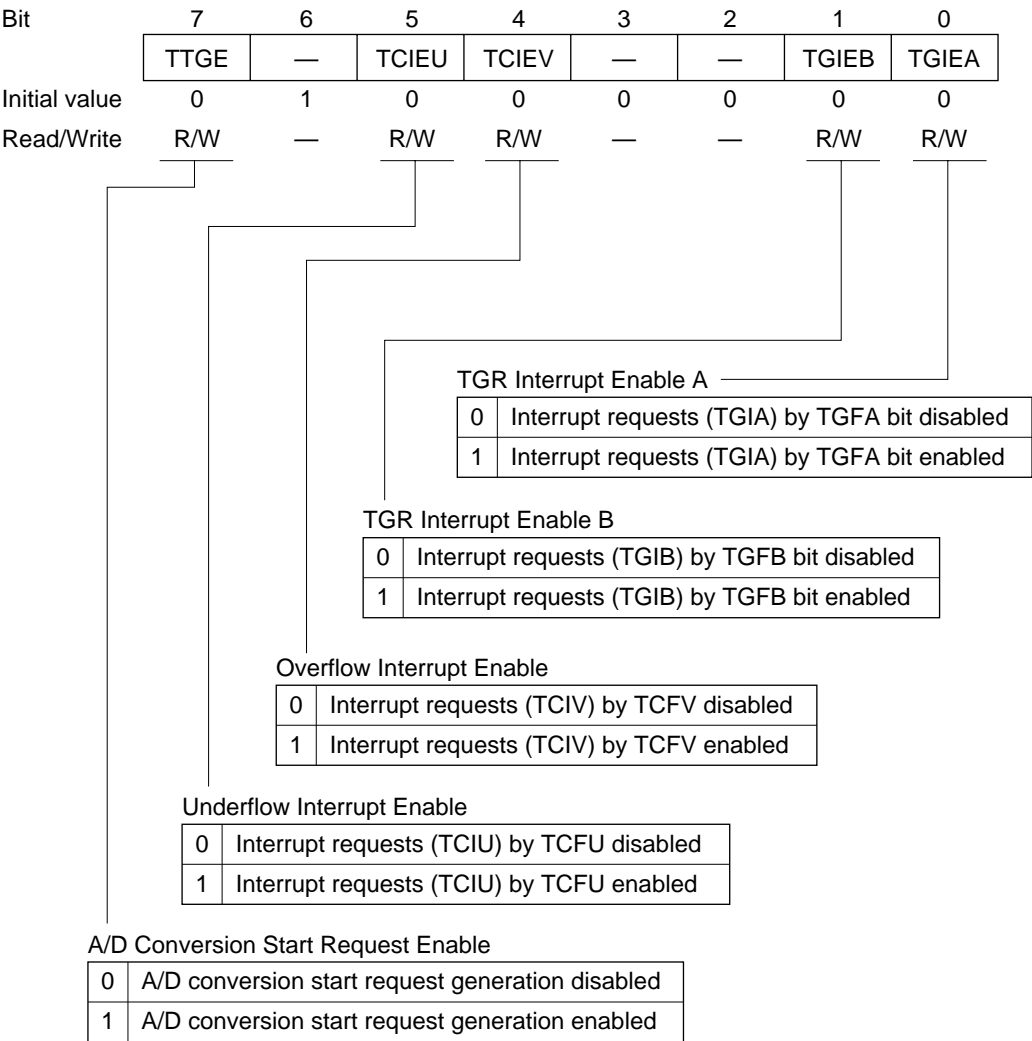 Bit 7 6 5 4 3 2 1 0
TTGE — TCIEU TCIEV — — TGIEB TGIEA
Initial value 0 1 0 0 0 0 0 0
Read/Write R/W — R/W R/W — — R/W R/W
TGR Interrupt Enable A
0 Interrupt requests (TGIA) by TGFA bit disabled
1 Interrupt requests (TGIA) by TGFA bit enabled
TGR Interrupt Enable B
0 Interrupt requests (TGIB) by TGFB bit disabled
1 Interrupt requests (TGIB) by TGFB bit enabled
Overflow Interrupt Enable
0 Interrupt requests (TCIV) by TCFV disabled
1 Interrupt requests (TCIV) by TCFV enabled
Underflow Interrupt Enable
0 Interrupt requests (TCIU) by TCFU disabled
1 Interrupt requests (TCIU) by TCFU enabled
A/D Conversion Start Request Enable
0 A/D conversion start request generation disabled
1 A/D conversion start request generation enabled